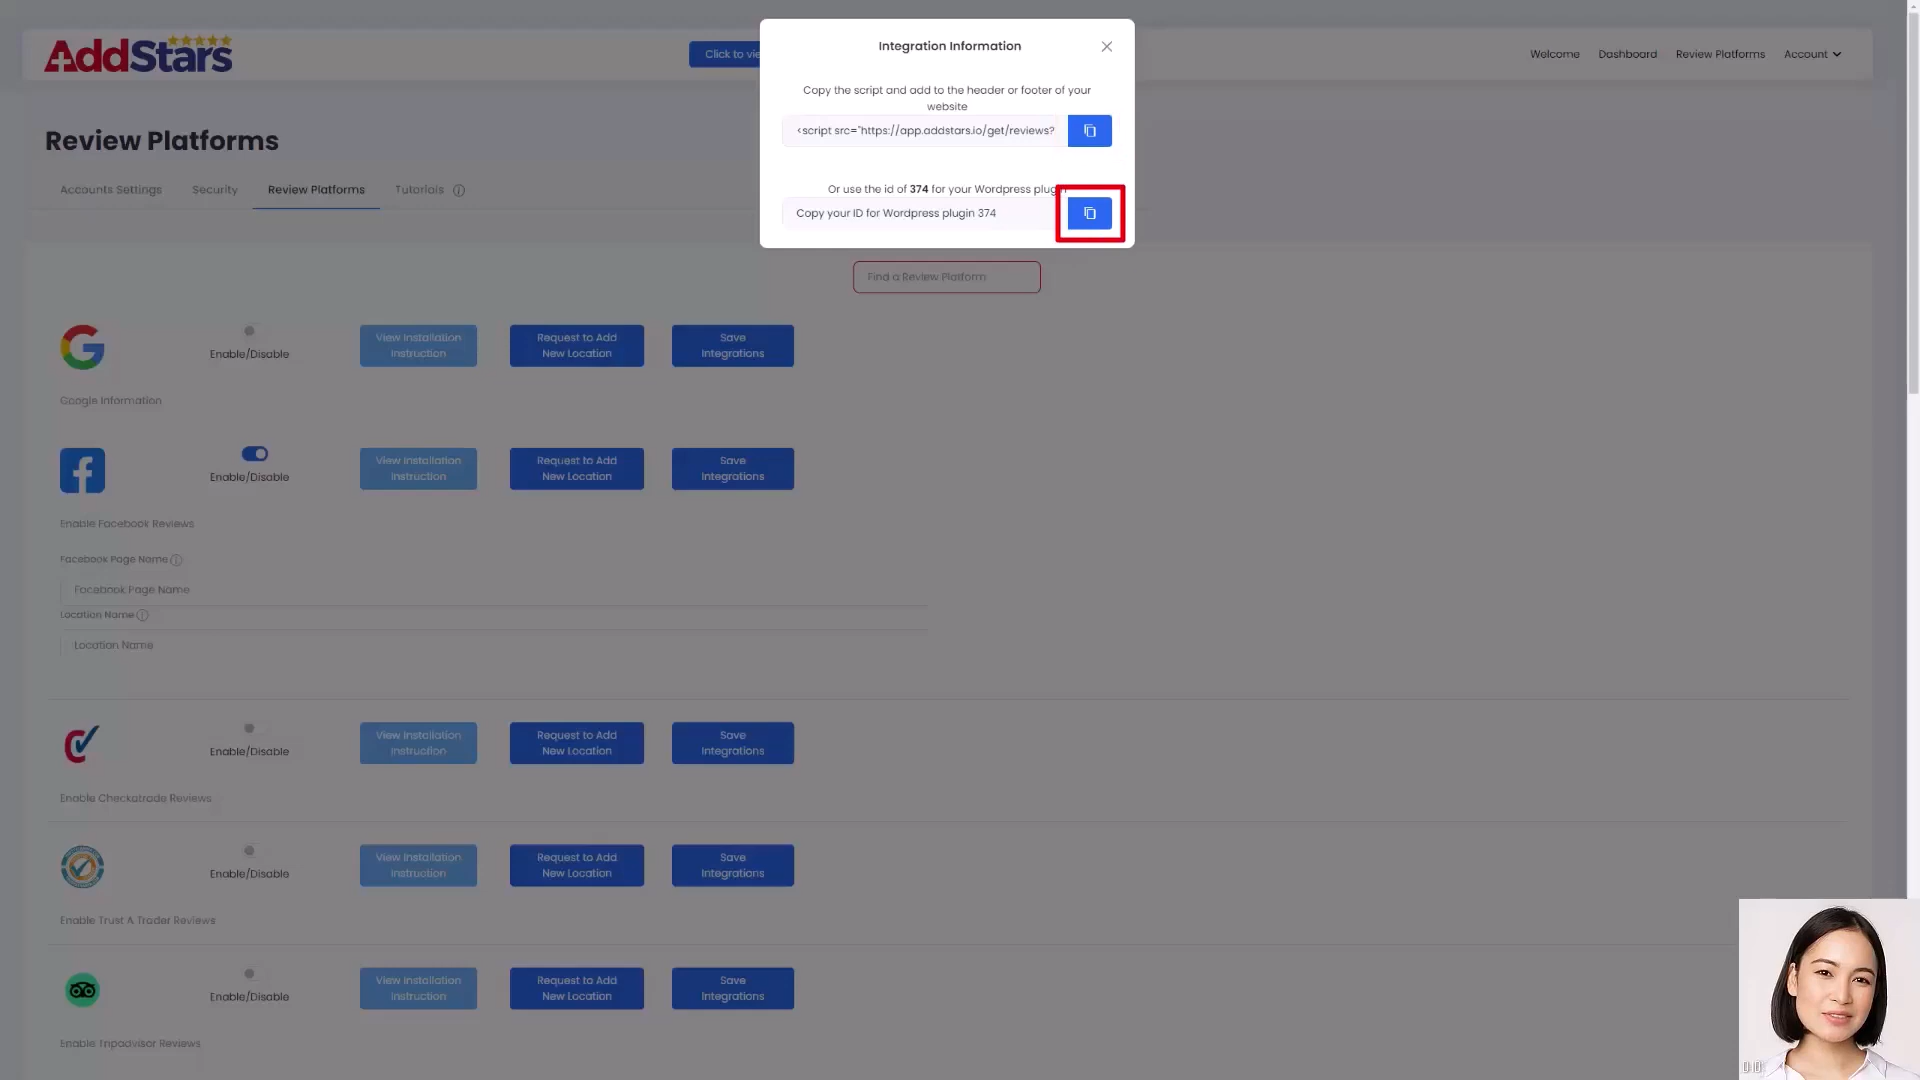 AddStars
Click to vie
Welcome
Dashboard
Review Platforms
Account
Integration Information
Copy the script and add to the header or footer of your
website
<script src="https://app.addstars.io/get/reviews?
Or use the id of 374 for your Wordpress plugin
Copy your ID for Wordpress plugin 374
Review Platforms
Accounts Settings
Security
Review Platforms
Tutorials
Find a Review Platform
Enable/Disable
View Installation
Instruction
Request to Add
New Location
Save
Integrations
Google Information
Enable/Disable
View Installation
Instruction
Request to Add
New Location
Save
Integrations
Enable Facebook Reviews
Facebook Page Name
Facebook Page Name
Location Name
Location Name
Enable/Disable
View Installation
Instruction
Request to Add
New Location
Save
Integrations
Enable Checkatrade Reviews
Enable/Disable
View Installation
Instruction
Request to Add
New Location
Save
Integrations
Enable Trust A Trader Reviews
Enable/Disable
View Installation
Instruction
Request to Add
New Location
Save
Integrations
Enable Tripadvisor Reviews